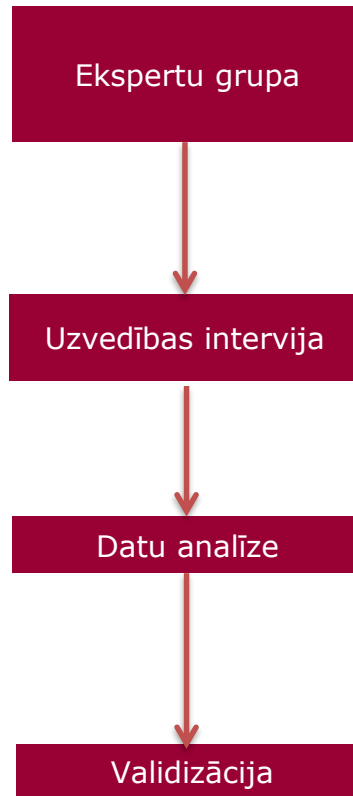 Ekspertu grupa
Uzvedības intervija
Datu analīze
Validizācija